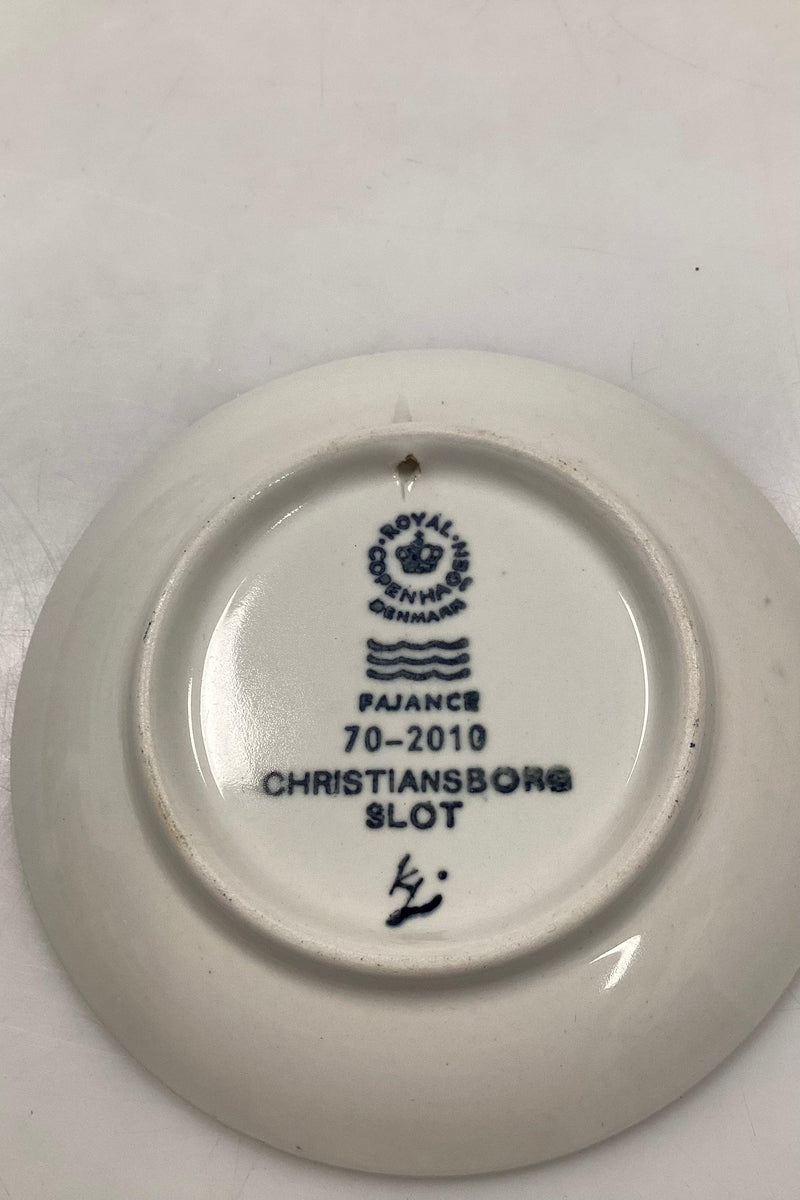 ROYAL
COPENHAGEN
DENMARK
FAJANCE
70-2010
CHRISTIANSBORG
SLOT